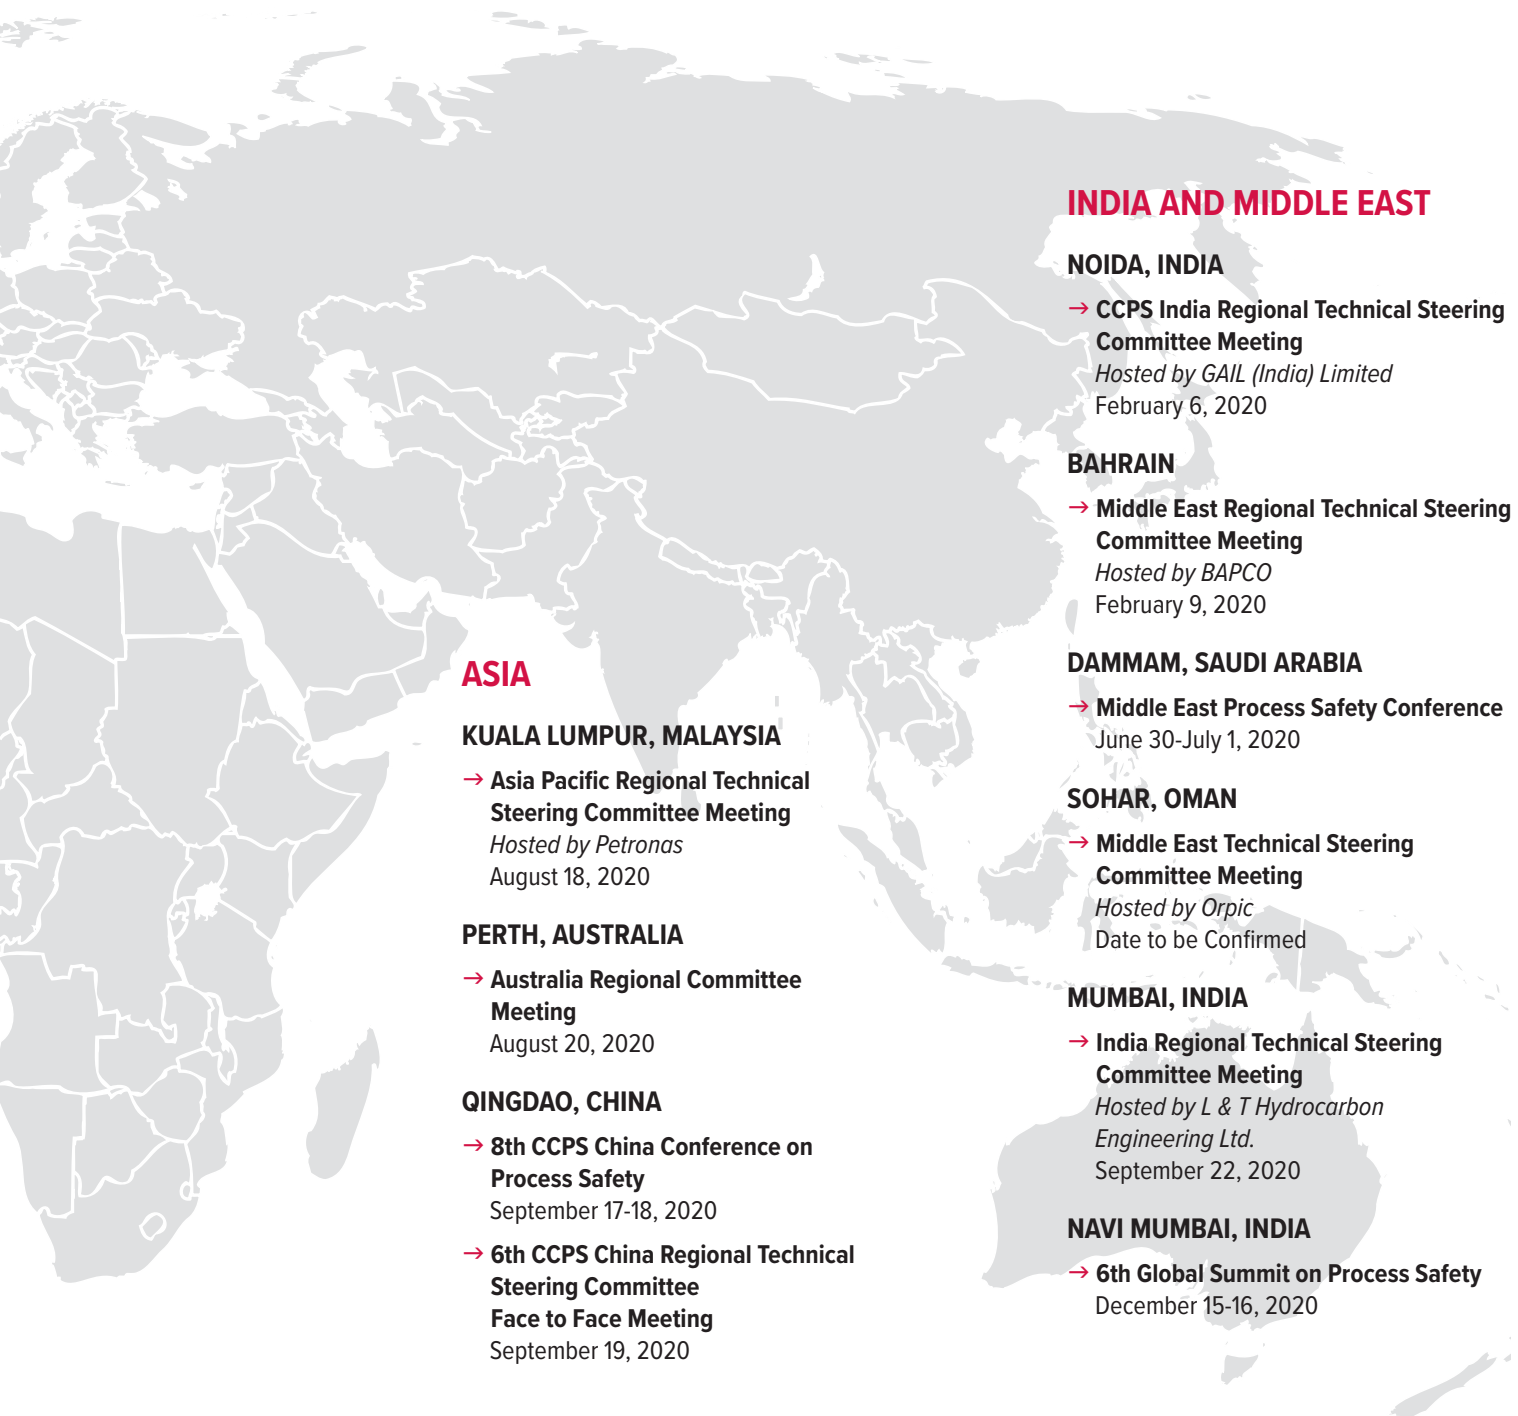 ASIA
KUALA LUMPUR, MALAYSIA
→ Asia Pacific Regional Technical
Steering Committee Meeting
Hosted by Petronas
August 18, 2020
PERTH, AUSTRALIA
→ Australia Regional Committee
Meeting
August 20, 2020
QINGDAO, CHINA
→ 8th CCPS China Conference on
Process Safety
September 17-18, 2020
→ 6th CCPS China Regional Technical
Steering Committee
Face to Face Meeting
September 19, 2020
INDIA AND MIDDLE EAST
NOIDA, INDIA
→ CCPS India Regional Technical Steering
Committee Meeting
Hosted by GAIL (India) Limited
February 6, 2020
BAHRAIN
→ Middle East Regional Technical Steering
Committee Meeting
Hosted by BAPCO
February 9, 2020
DAMMAM, SAUDI ARABIA
→ Middle East Process Safety Conference
June 30-July 1, 2020
SOHAR, OMAN
→ Middle East Technical Steering
Committee Meeting
Hosted by Orpic
Date to be Confirmed
MUMBAI, INDIA
→ India Regional Technical Steering
Committee Meeting
Hosted by L & T Hydrocarbon
Engineering Ltd.
September 22, 2020
NAVI MUMBAI, INDIA
→ 6th Global Summit on Process Safety
December 15-16, 2020